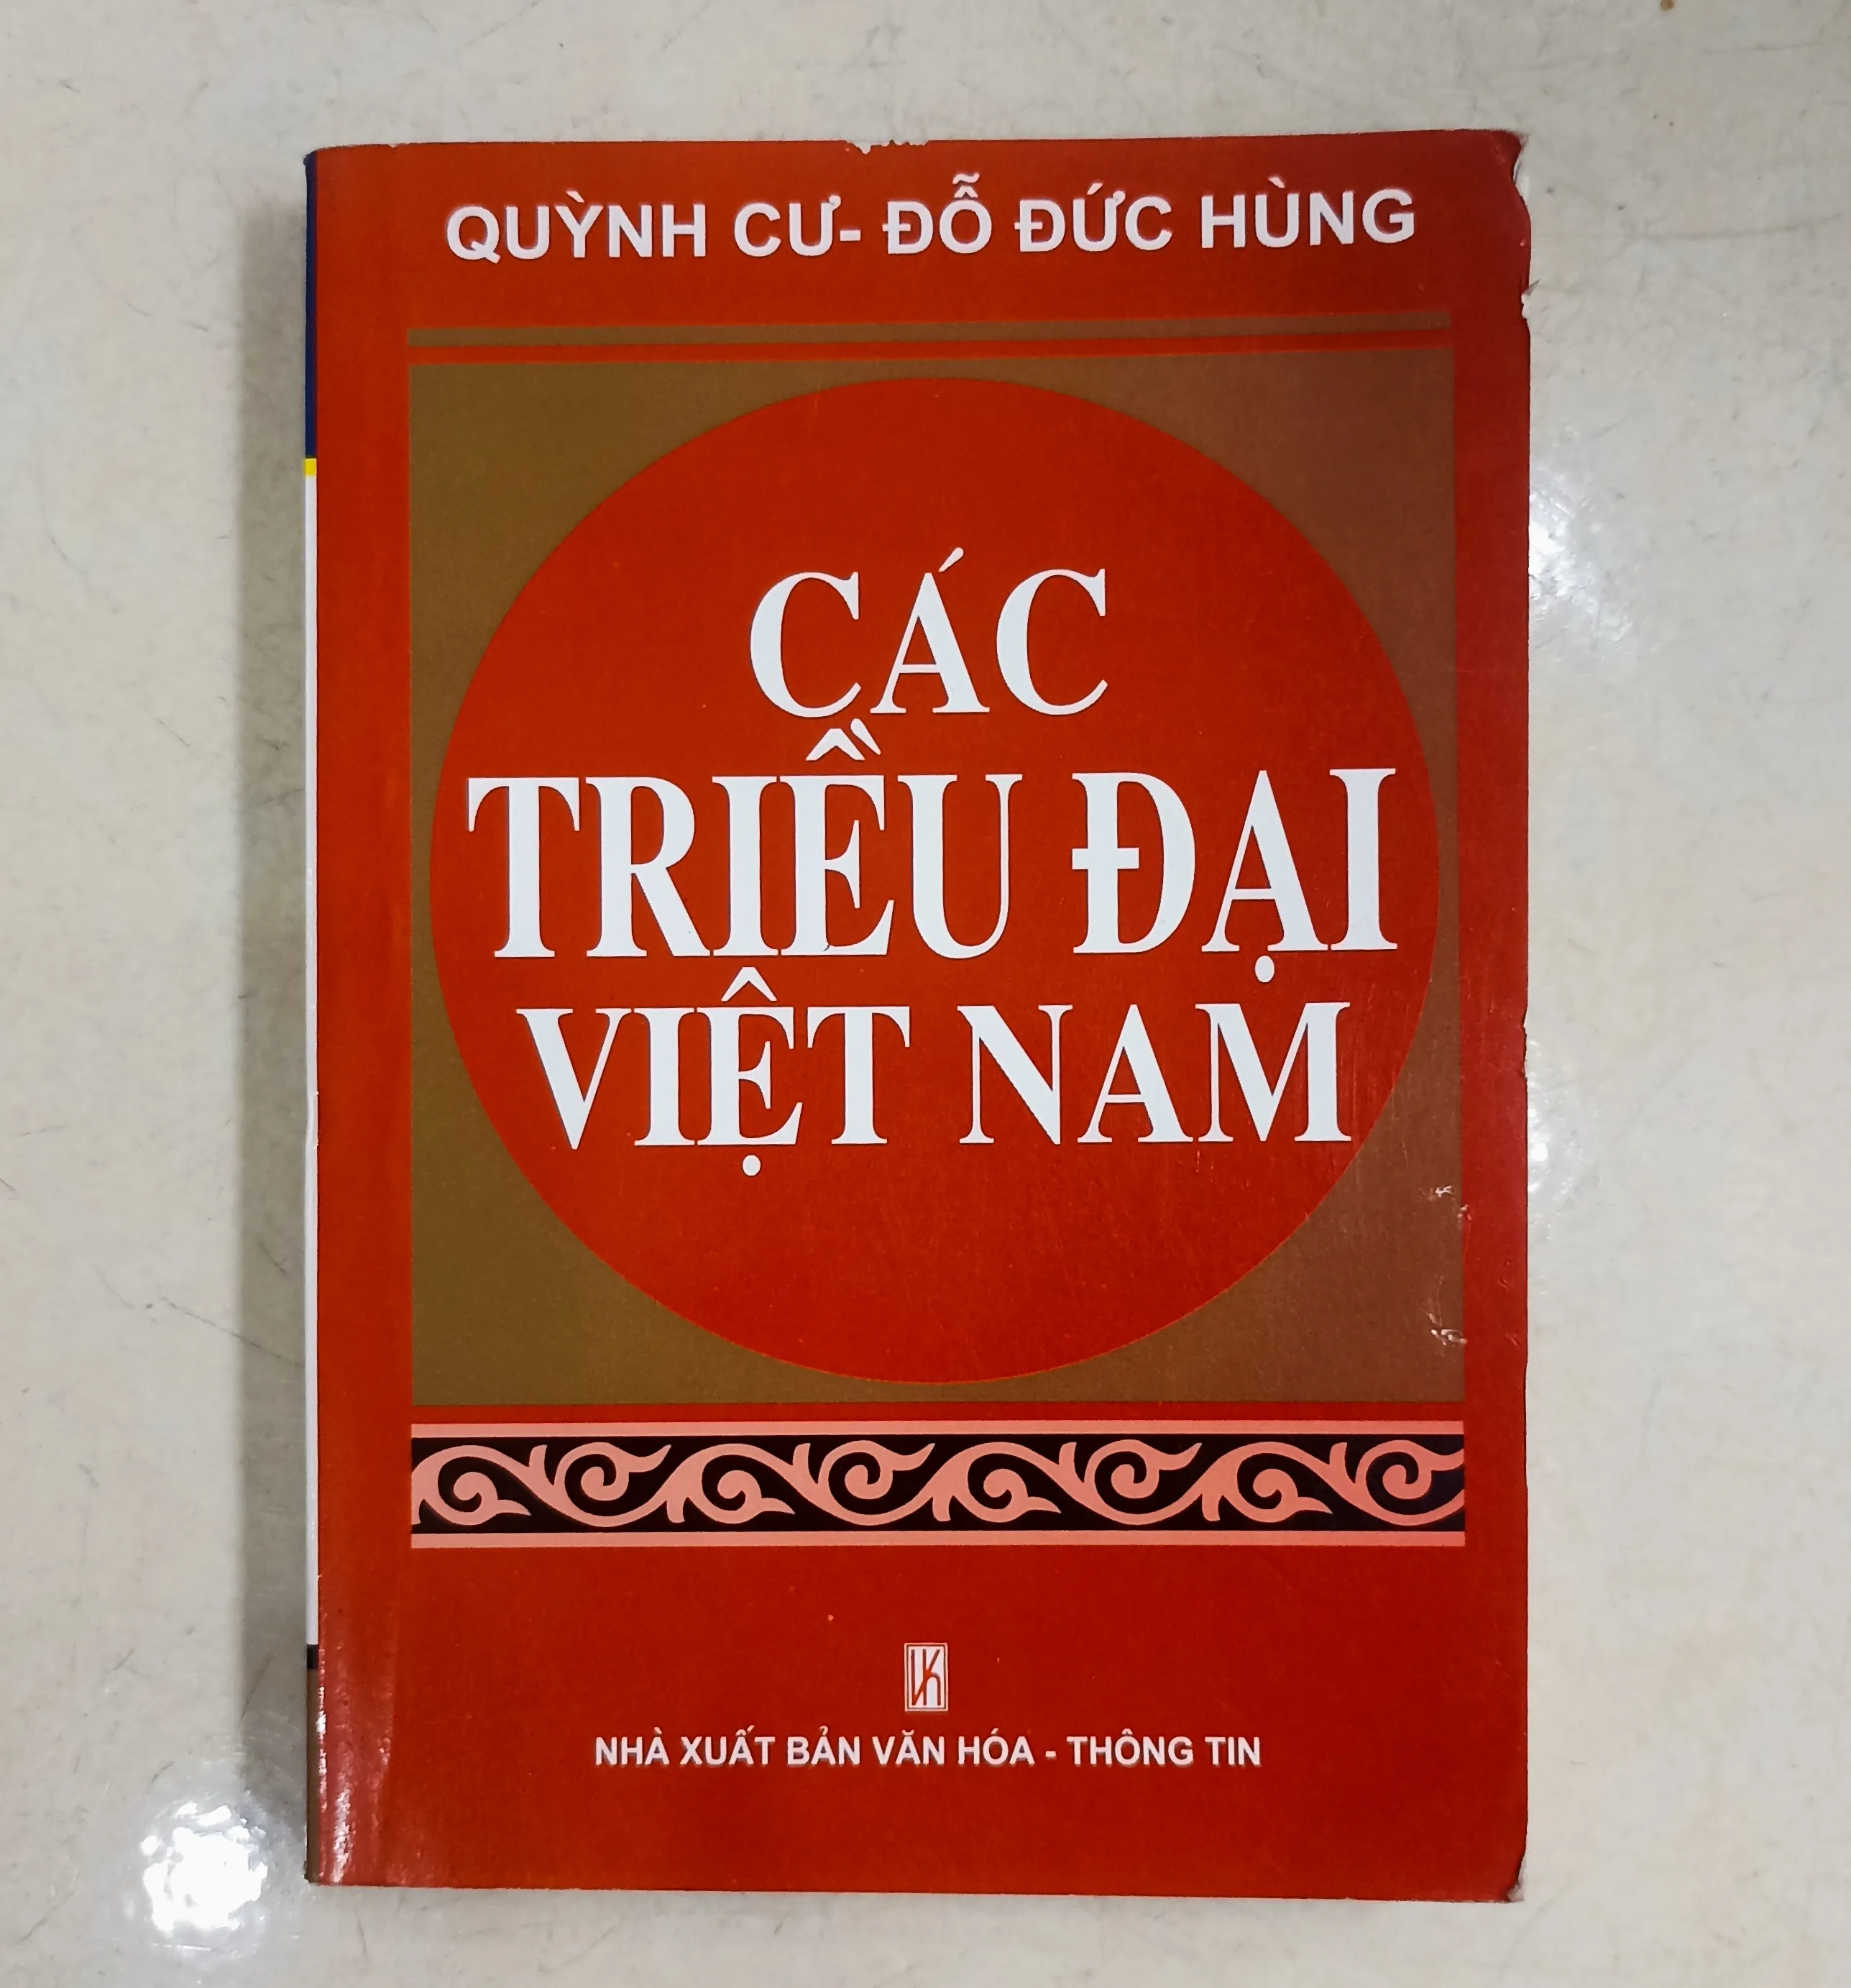 QUỲNH CƯ- ĐỖ ĐỨC HÙNG
CÁC
TRIỀU ĐẠI
VIỆT NAM
NHÀ XUẤT BẢN VĂN HÓA - THÔNG TIN